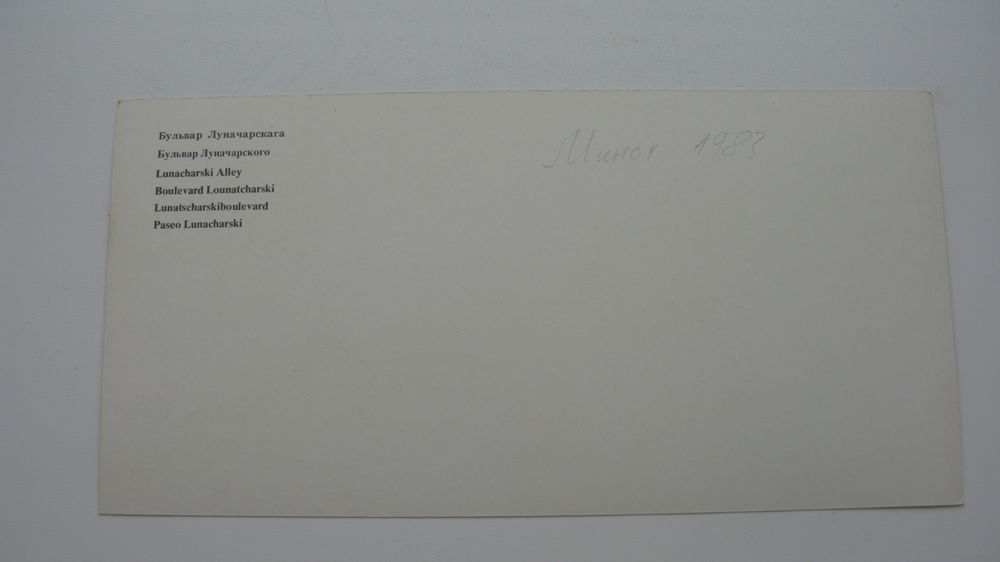 Бульвар Луначарскага
Бульвар Луначарского
Lunacharski Alley
Boulevard Lounatcharski
Lunatscharskiboulevard
Paseo Lunacharski
Минск 1983